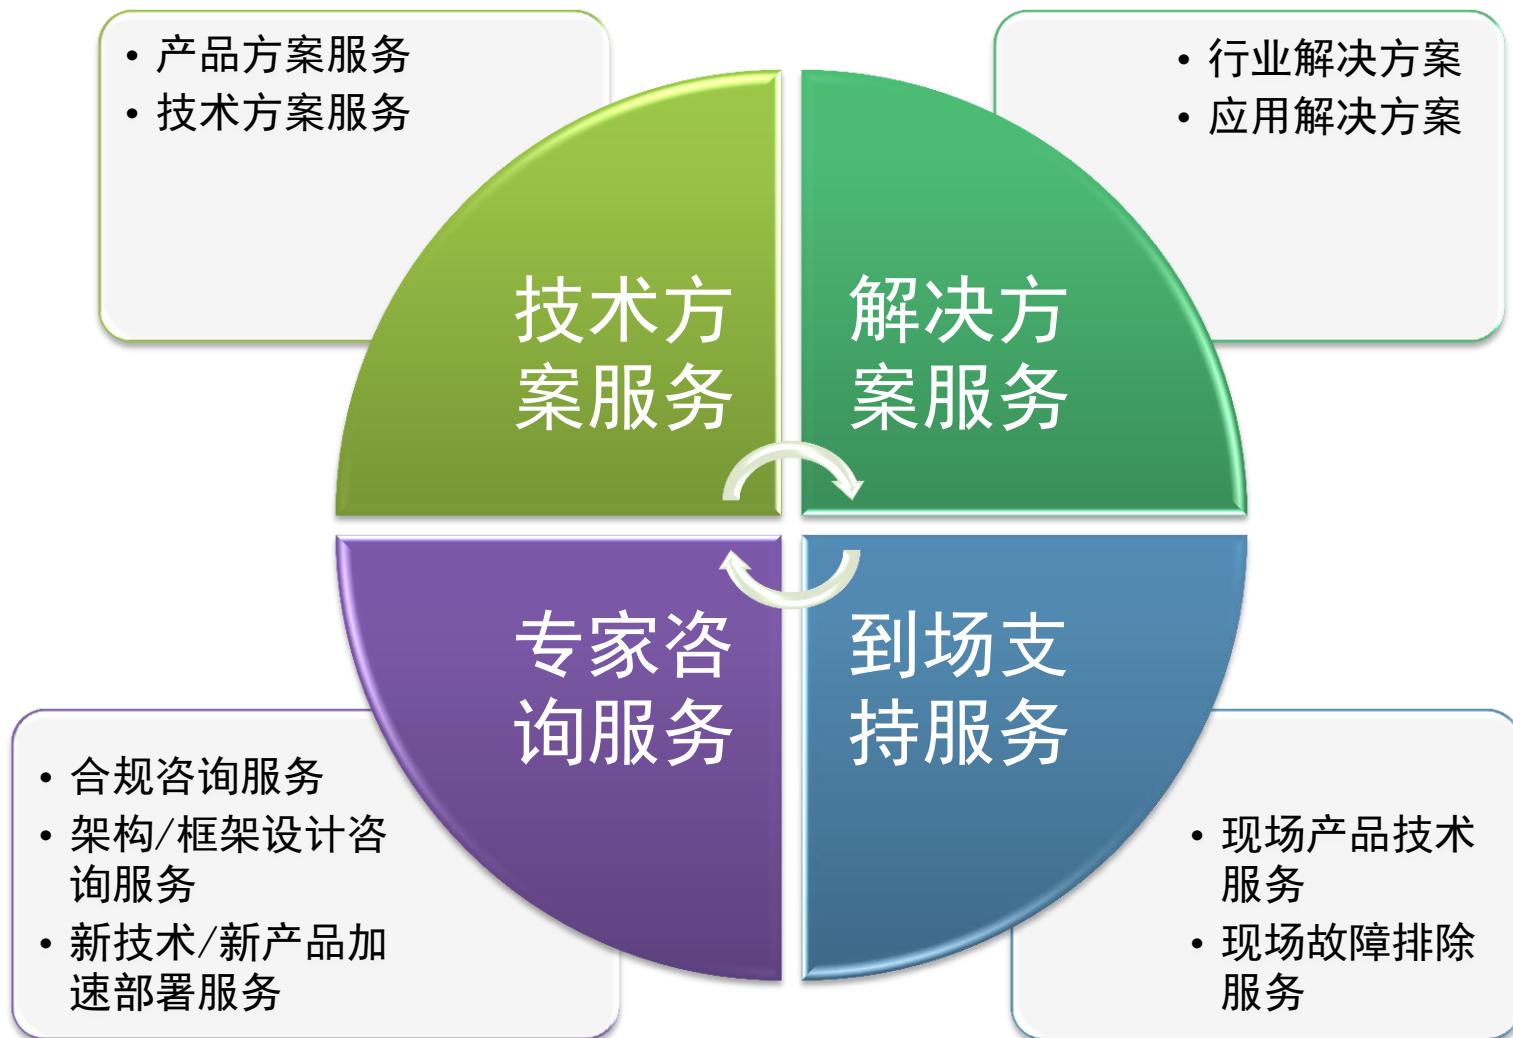 • 产品方案服务
• 技术方案服务
• 行业解决方案
• 应用解决方案
技术方
案服务
解决方
案服务
专家咨
询服务
到场支
持服务
• 合规咨询服务
• 架构/框架设计咨
询服务
• 新技术/新产品加
速部署服务
• 现场产品技术
服务
• 现场故障排除
服务